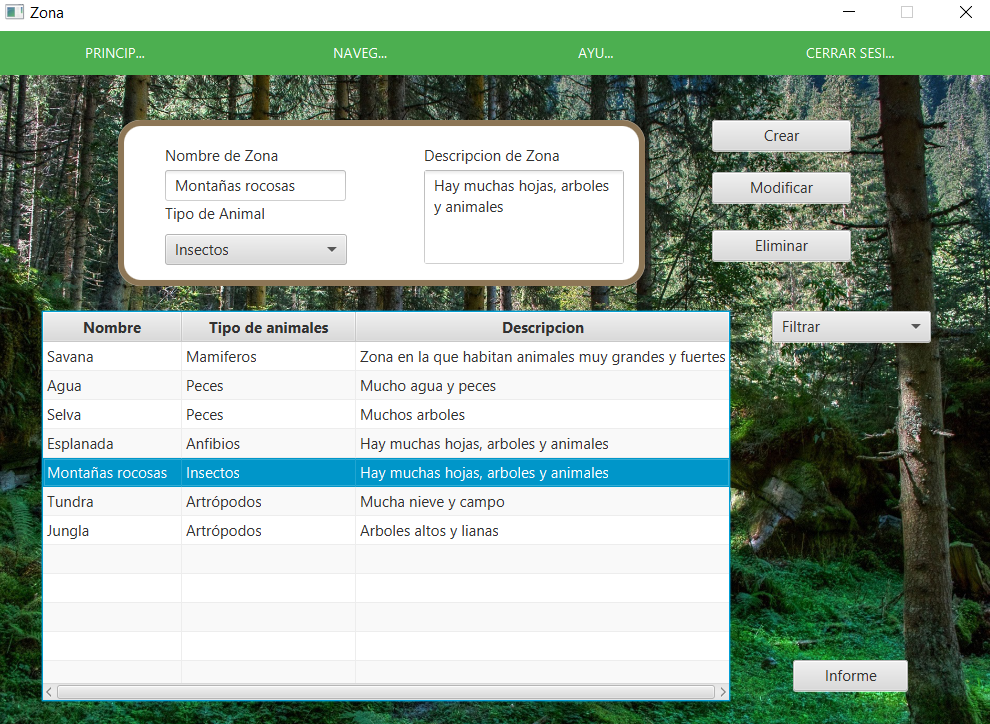 Zona
PRINCIP... NAVEG... AYU... CERRAR SESI...
Nombre de Zona
Montañas rocosas
Tipo de Animal
Insectos
Descripcion de Zona
Hay muchas hojas, arboles
y animales
Crear
Modificar
Eliminar
Filtrar
Nombre Tipo de animales Descripcion
Savana Mamiferos Zona en la que habitan animales muy grandes y fuertes
Agua Peces Mucho agua y peces
Selva Peces Muchos arboles
Esplanada Anfibios Hay muchas hojas, arboles y animales
Montañas rocosas Insectos Hay muchas hojas, arboles y animales
Tundra Artrópodos Mucha nieve y campo
Jungla Artrópodos Arboles altos y lianas
Informe